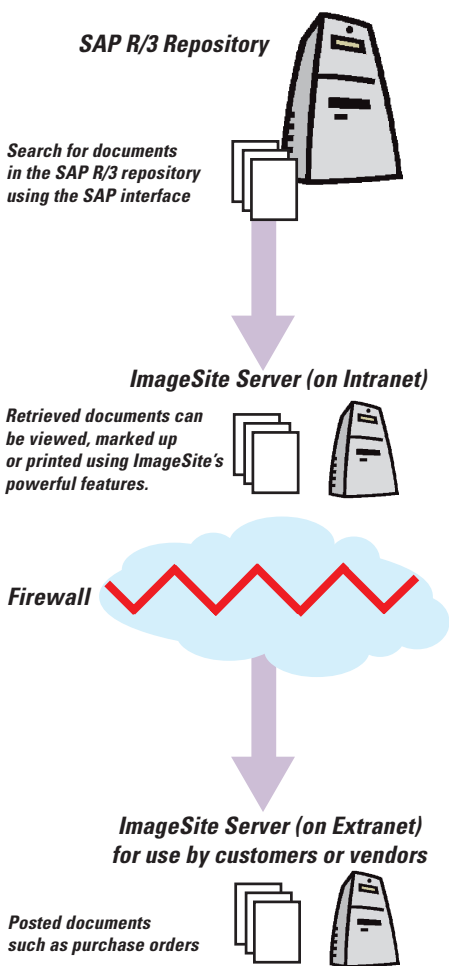 SAP R/3 Repository
Search for documents
in the SAP R/3 repository
using the SAP interface
ImageSite Server (on Intranet)
Retrieved documents can
be viewed, marked up
or printed using ImageSite's
powerful features.
Firewall
ImageSite Server (on Extranet)
for use by customers or vendors
Posted documents
such as purchase orders